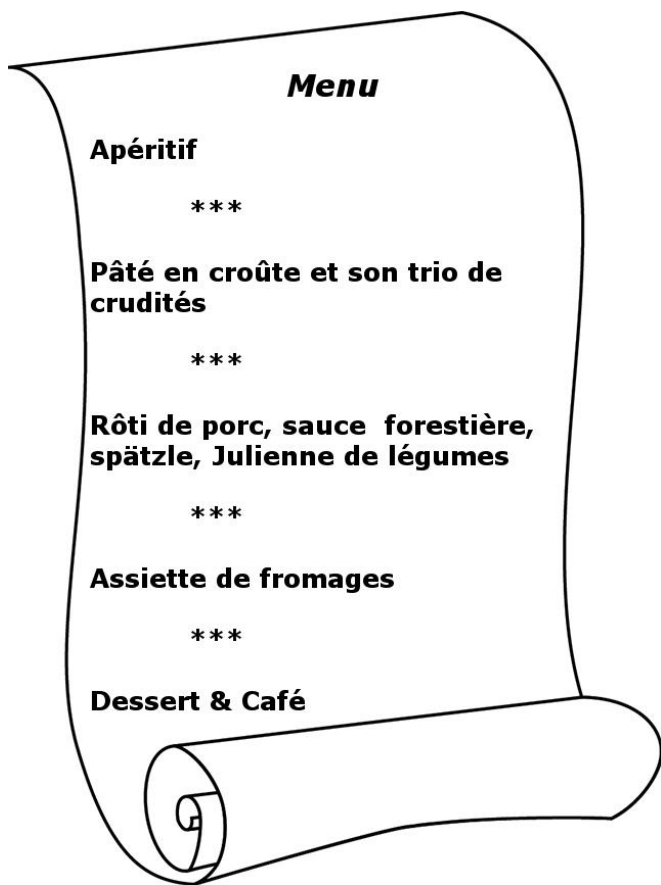 Menu
Apéritif
***
Pâté en croûte et son trio de
crudités
***
Rôti de porc, sauce  forestière,
spätzle, Julienne de légumes
***
Assiette de fromages
***
Dessert & Café